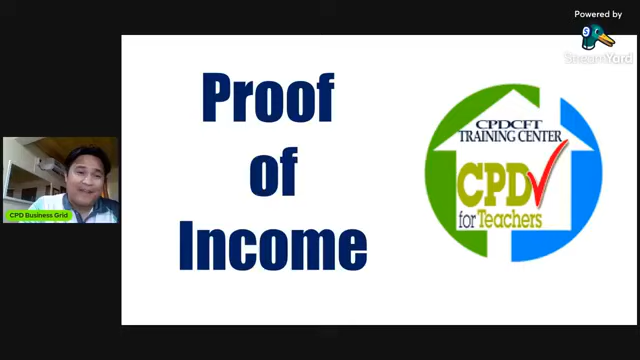 Powered by
StreamYard
Proof
of
Income
CPDCFT
TRAINING CENTER
CPD
for Teachers
CPD Business Grid